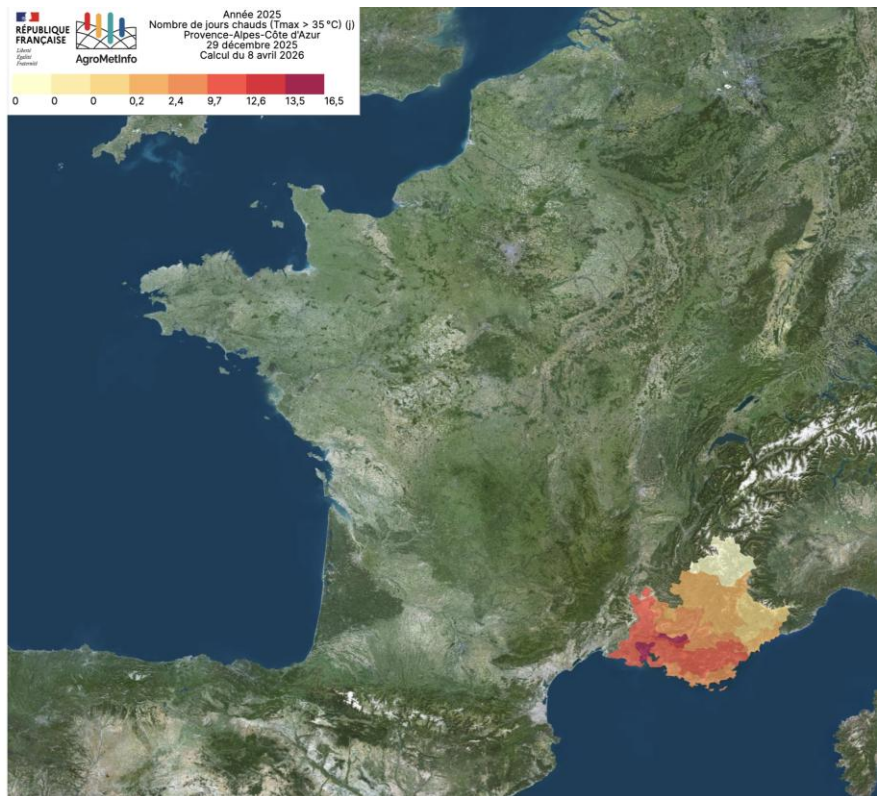 RÉPUBLIQUE
FRANÇAISE
Liberté
Égalité
Fraternité
AgroMetInfo
Année 2025
Nombre de jours chauds (Tmax > 35 °C) (j)
Provence-Alpes-Côte d'Azur
29 décembre 2025
Calcul du 8 avril 2026
0 0 0 0,2 2,4 9,7 12,6 13,5 16,5